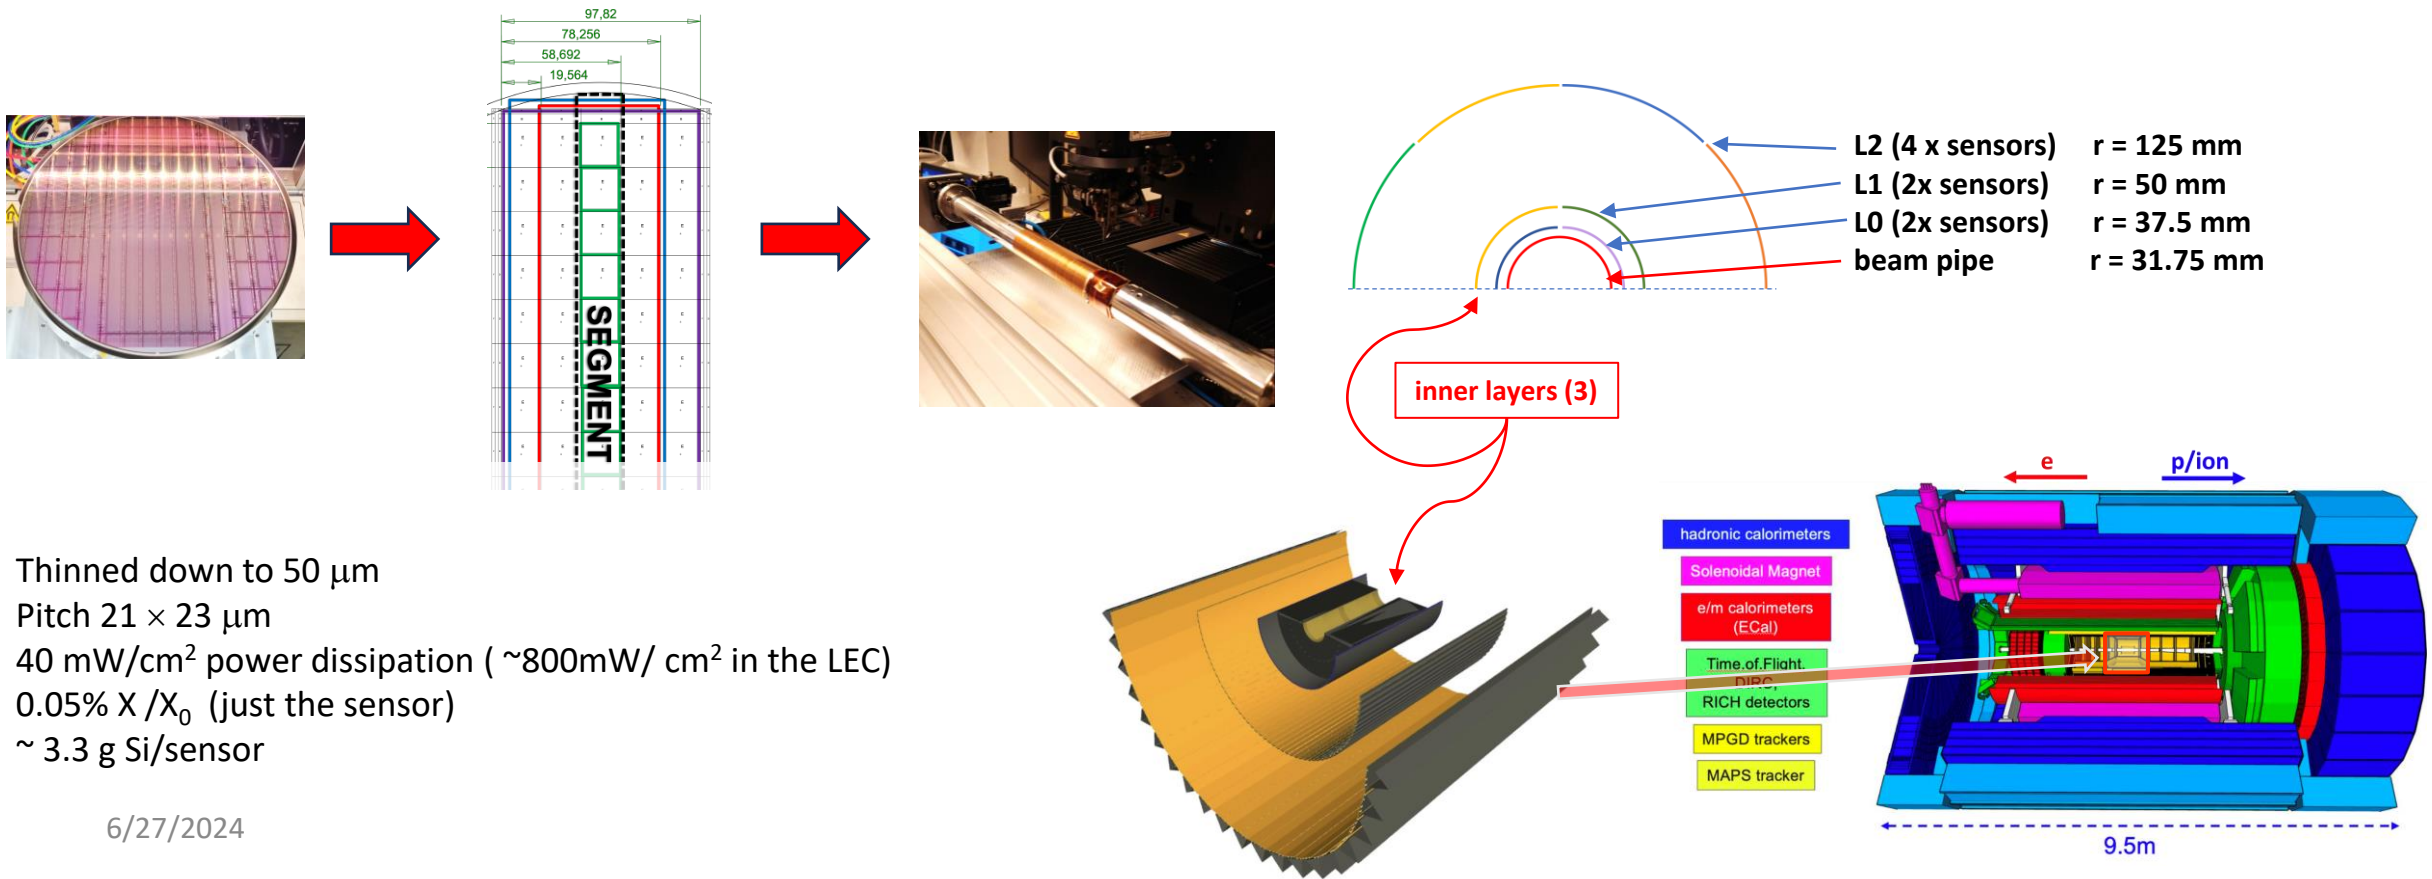 97,82
78,256
58,692
19,564
SEGMENT
L2 (4 x sensors) r = 125 mm
L1 (2x sensors) r = 50 mm
L0 (2x sensors) r = 37.5 mm
beam pipe r = 31.75 mm
inner layers (3)
e
p/ion
hadronic calorimeters
Solenoidal Magnet
e/m calorimeters
(ECal)
Time.of.Flight,
DIRC,
RICH detectors
MPGD trackers
MAPS tracker
9.5m
Thinned down to 50 μm
Pitch 21 × 23 μm
40 mW/cm² power dissipation ( ~800mW/ cm² in the LEC)
0.05% X /X₀ (just the sensor)
~ 3.3 g Si/sensor
6/27/2024